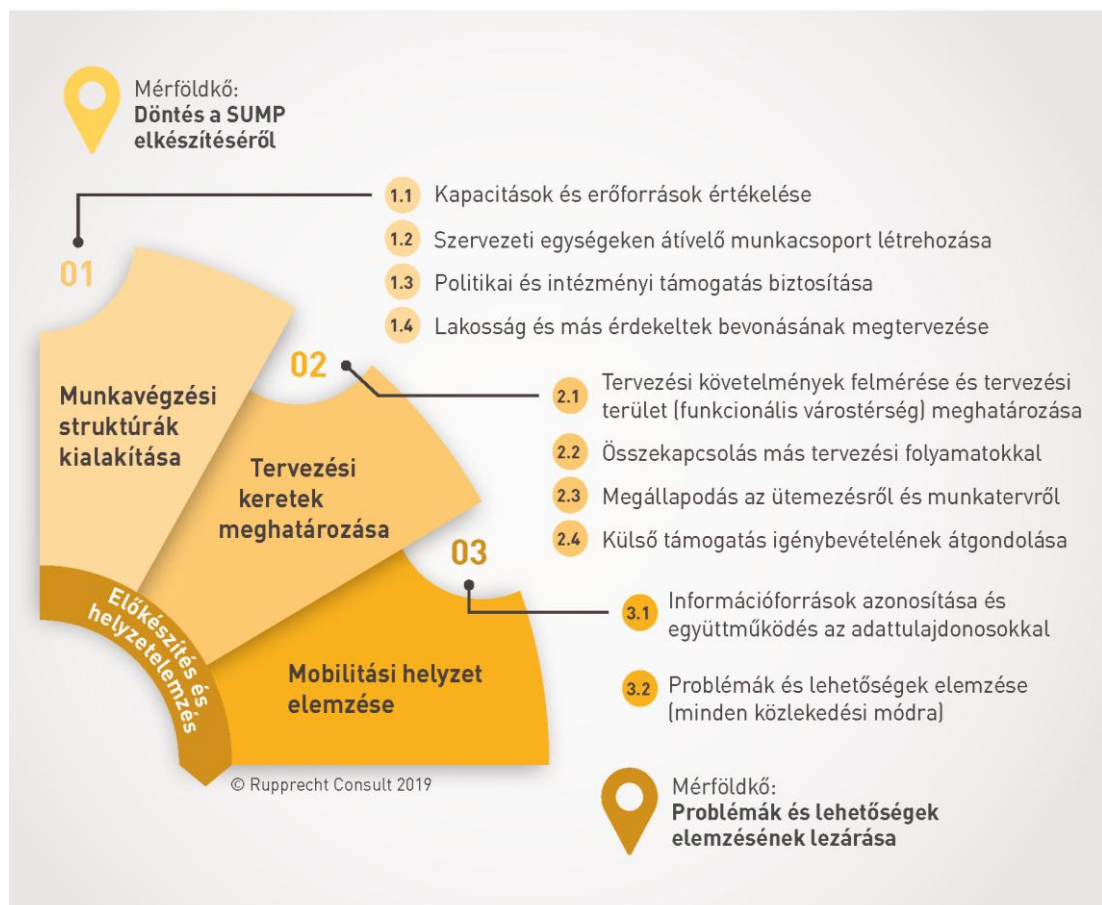 Mérföldkő:
Döntés a SUMP
elkészítéséről
01
1.1 Kapacitások és erőforrások értékelése
1.2 Szervezeti egységeken átívelő munkacsoport létrehozása
1.3 Politikai és intézményi támogatás biztosítása
1.4 Lakosság és más érdekeltek bevonásának megtervezése
Munkavégzési
struktúrák
kialakítása
02
2.1 Tervezési követelmények felmérése és tervezési
terület (funkcionális várostérség) meghatározása
2.2 Összekapcsolás más tervezési folyamatokkal
2.3 Megállapodás az ütemezésről és munkatervről
2.4 Külső támogatás igénybevételének átgondolása
Tervezési
keretek
meghatározása
03
3.1 Információforrások azonosítása és
együttműködés az adattulajdonosokkal
3.2 Problémák és lehetőségek elemzése
(minden közlekedési módra)
Mobilitási helyzet
elemzése
Előkészítés és
helyzetelemzés
© Rupprecht Consult 2019
Mérföldkő:
Problémák és lehetőségek
elemzésének lezárása